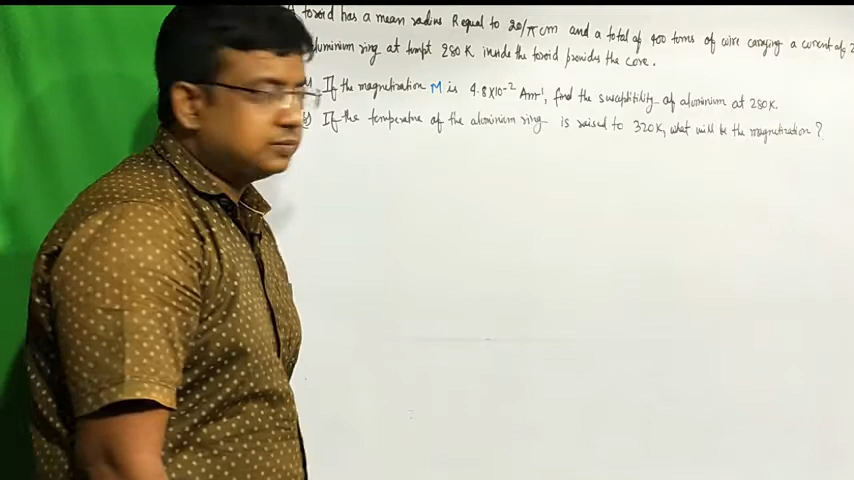 toroid has a mean radius R equal to 20/π cm and a total of 400 turns of wire carrying a current of 2
aluminium ring at tempt 280 K inside the toroid provides the core.
If the magnetization M is 4.8×10⁻² Am⁻¹, find the susceptibility of aluminium at 280K.
If the temperature of the aluminium ring is raised to 320K, what will be the magnetization ?